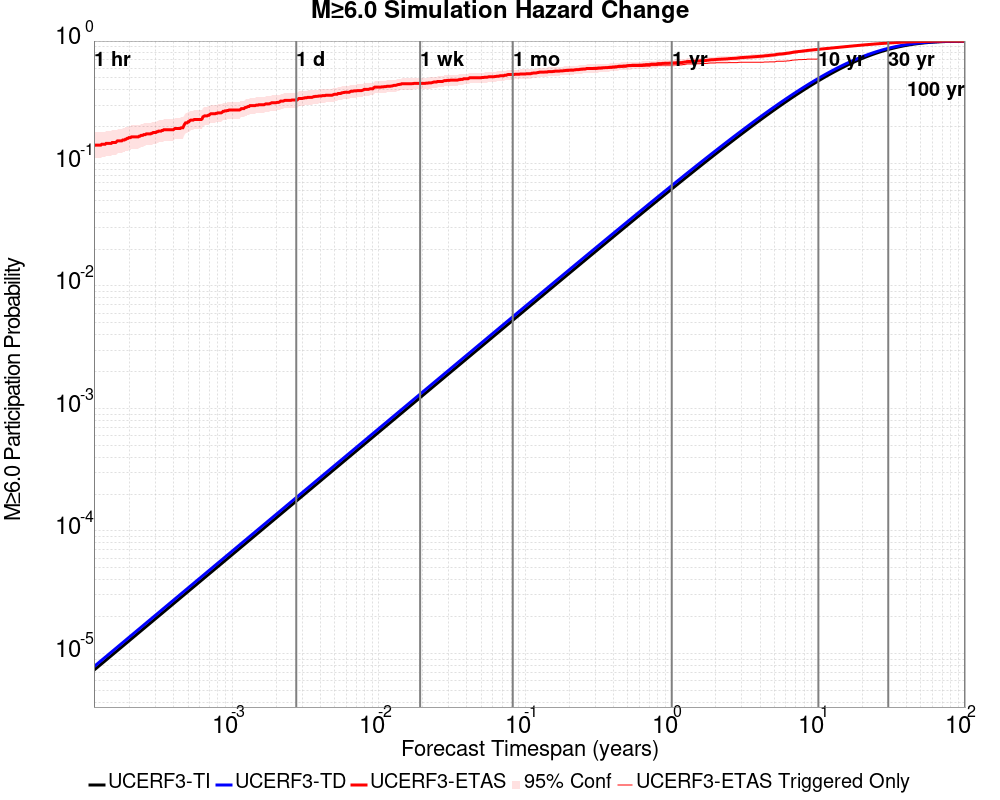 M≥6.0 Simulation Hazard Change
10^0
1 hr
1 d
1 wk
1 mo
1 yr
10 yr
30 yr
100 yr
10^-1
10^-2
10^-3
10^-4
10^-5
M≥6.0 Participation Probability
10^-3
10^-2
10^-1
10^0
10^1
10^2
Forecast Timespan (years)
UCERF3-TI UCERF3-TD UCERF3-ETAS 95% Conf UCERF3-ETAS Triggered Only